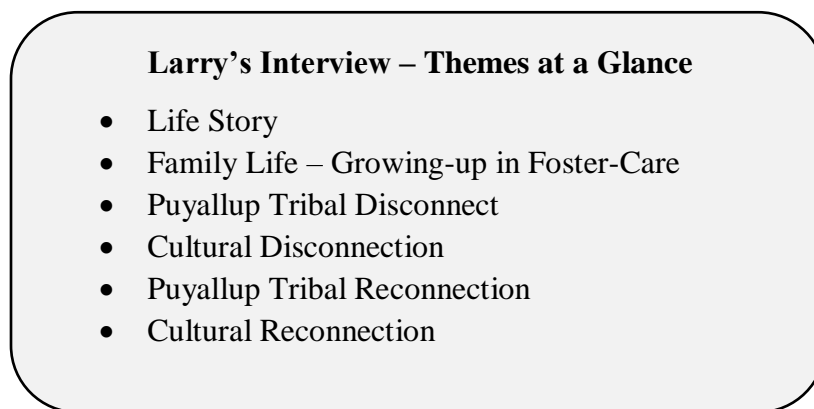 Larry’s Interview – Themes at a Glance
• Life Story
• Family Life – Growing-up in Foster-Care
• Puyallup Tribal Disconnect
• Cultural Disconnection
• Puyallup Tribal Reconnection
• Cultural Reconnection